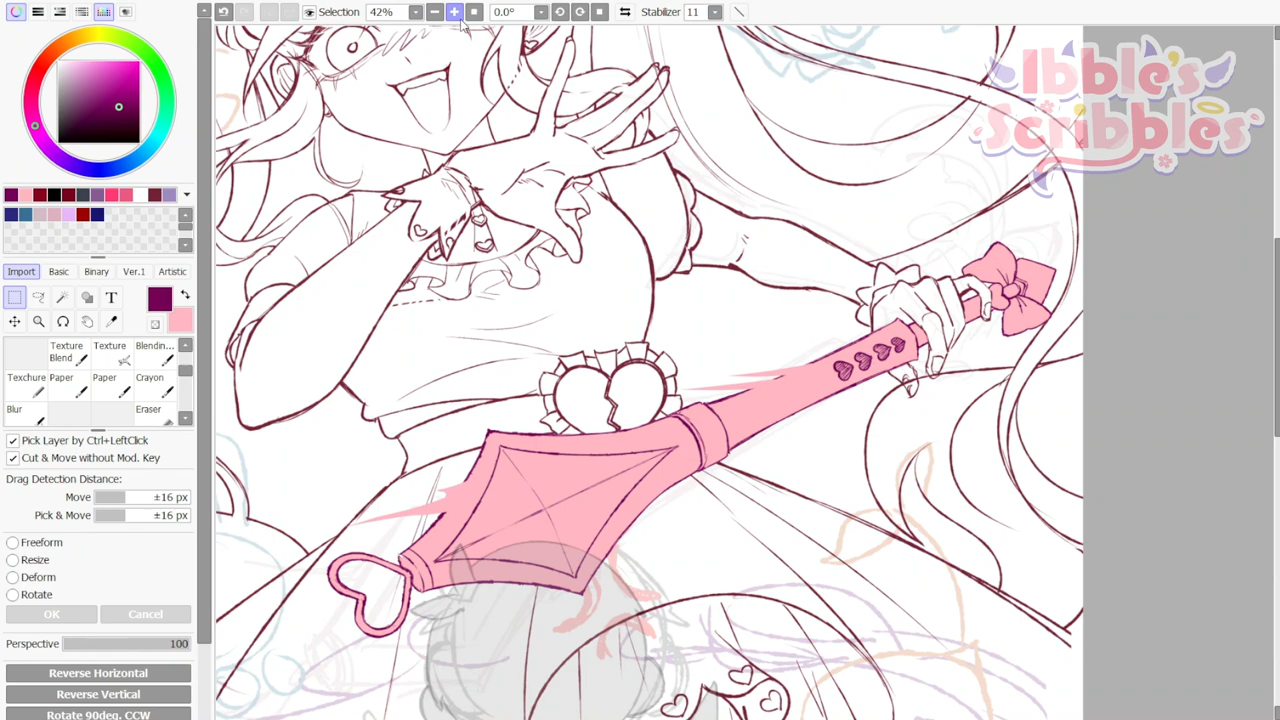 Selection 42% 0.0° Stabilizer 11
Ibble's
Scribbles
Import Basic Binary Ver.1 Artistic
T
Texture Blend Texture Blendin...
Texchure Paper Paper Crayon
Blur Eraser
Pick Layer by Ctrl+LeftClick
Cut & Move without Mod. Key
Drag Detection Distance:
Move ±16 px
Pick & Move ±16 px
Freeform
Resize
Deform
Rotate
OK Cancel
Perspective 100
Reverse Horizontal
Reverse Vertical
Rotate 90deg. CCW